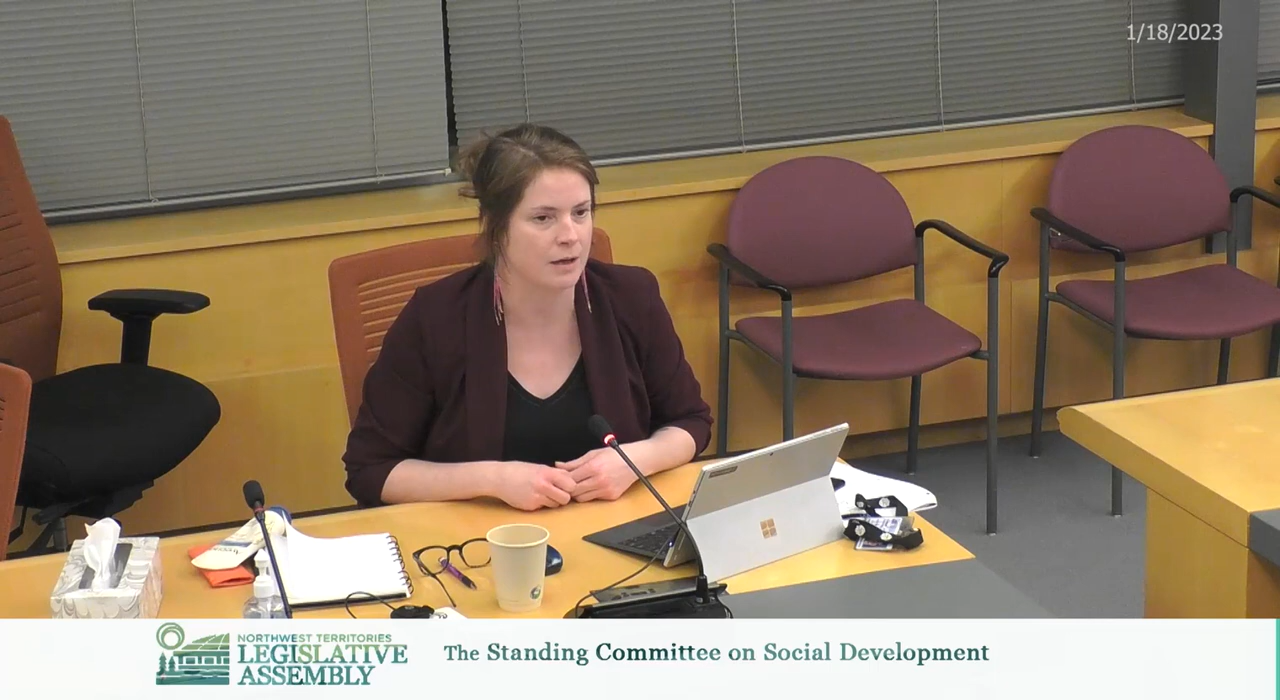 1/18/2023
NORTHWEST TERRITORIES
LEGISLATIVE
ASSEMBLY
The Standing Committee on Social Development